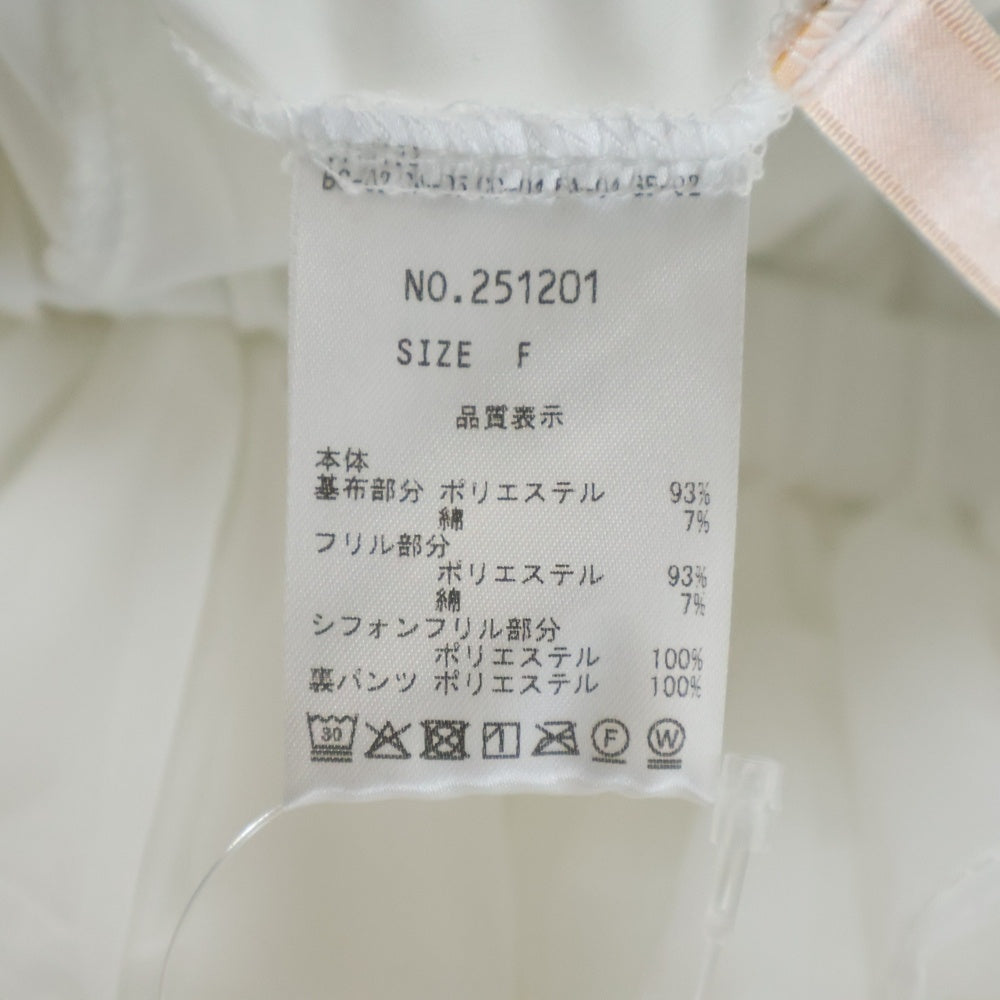 NO.251201
SIZE F
品質表示
本体
基布部分 ポリエステル 93%
綿 7%
フリル部分
ポリエステル 93%
綿 7%
シフォンフリル部分
ポリエステル 100%
裏パンツ ポリエステル 100%
30 F W